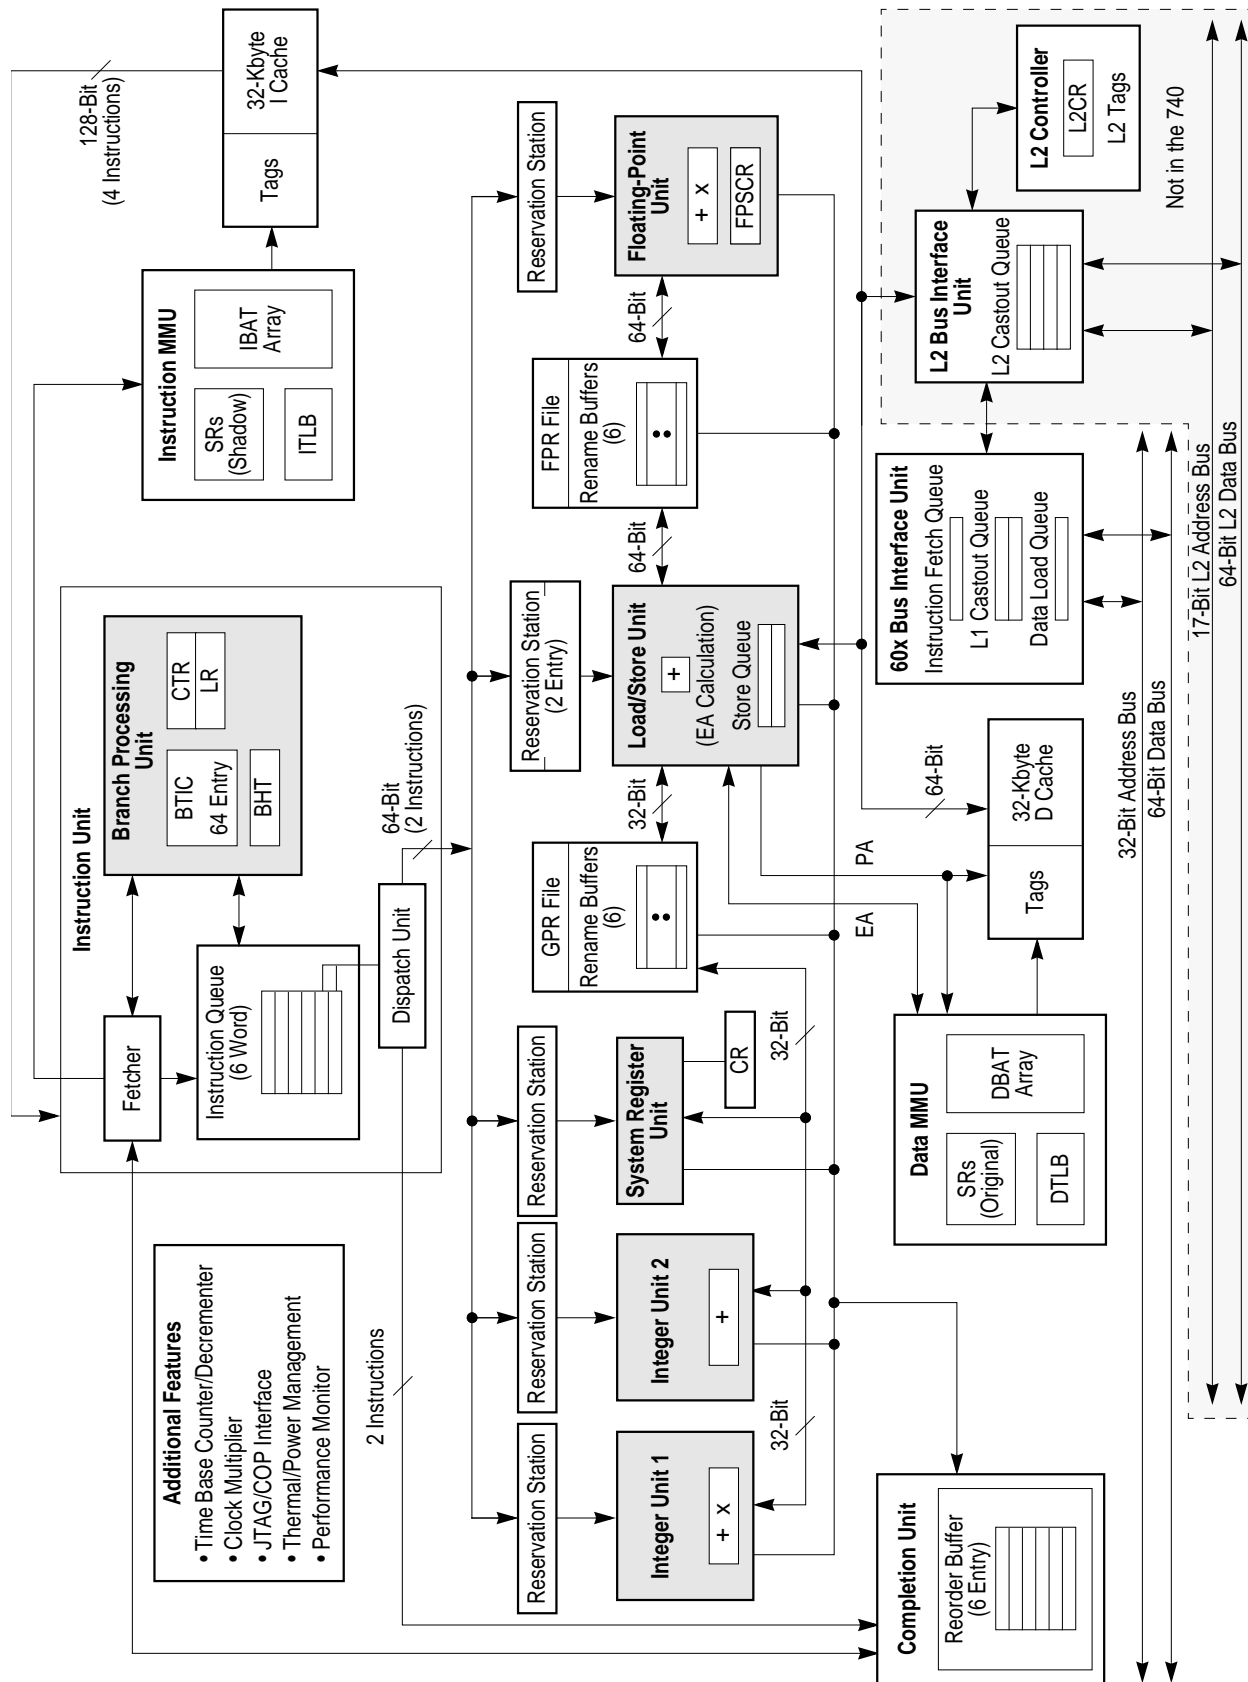 Additional Features
• Time Base Counter/Decrementer
• Clock Multiplier
• JTAG/COP Interface
• Thermal/Power Management
• Performance Monitor
Instruction Unit
Fetcher
Branch Processing
Unit
BTIC
64 Entry
CTR
LR
BHT
Instruction Queue
(6 Word)
Dispatch Unit
2 Instructions
64-Bit
(2 Instructions)
Instruction MMU
SRs
(Shadow)
ITLB
IBAT
Array
128-Bit
(4 Instructions)
Tags
32-Kbyte
I Cache
Reservation Station
Reservation Station
Reservation Station
Reservation Station
(2 Entry)
Reservation Station
Integer Unit 1
+ x
Integer Unit 2
+
System Register
Unit
CR
32-Bit
32-Bit
GPR File
Rename Buffers
(6)
32-Bit
Load/Store Unit
+
(EA Calculation)
Store Queue
64-Bit
FPR File
Rename Buffers
(6)
64-Bit
Floating-Point
Unit
+ x
FPSCR
EA
PA
64-Bit
Completion Unit
Reorder Buffer
(6 Entry)
Data MMU
SRs
(Original)
DTLB
DBAT
Array
Tags
32-Kbyte
D Cache
60x Bus Interface Unit
Instruction Fetch Queue
L1 Castout Queue
Data Load Queue
L2 Bus Interface
Unit
L2 Castout Queue
L2 Controller
L2CR
L2 Tags
Not in the 740
32-Bit Address Bus
64-Bit Data Bus
17-Bit L2 Address Bus
64-Bit L2 Data Bus